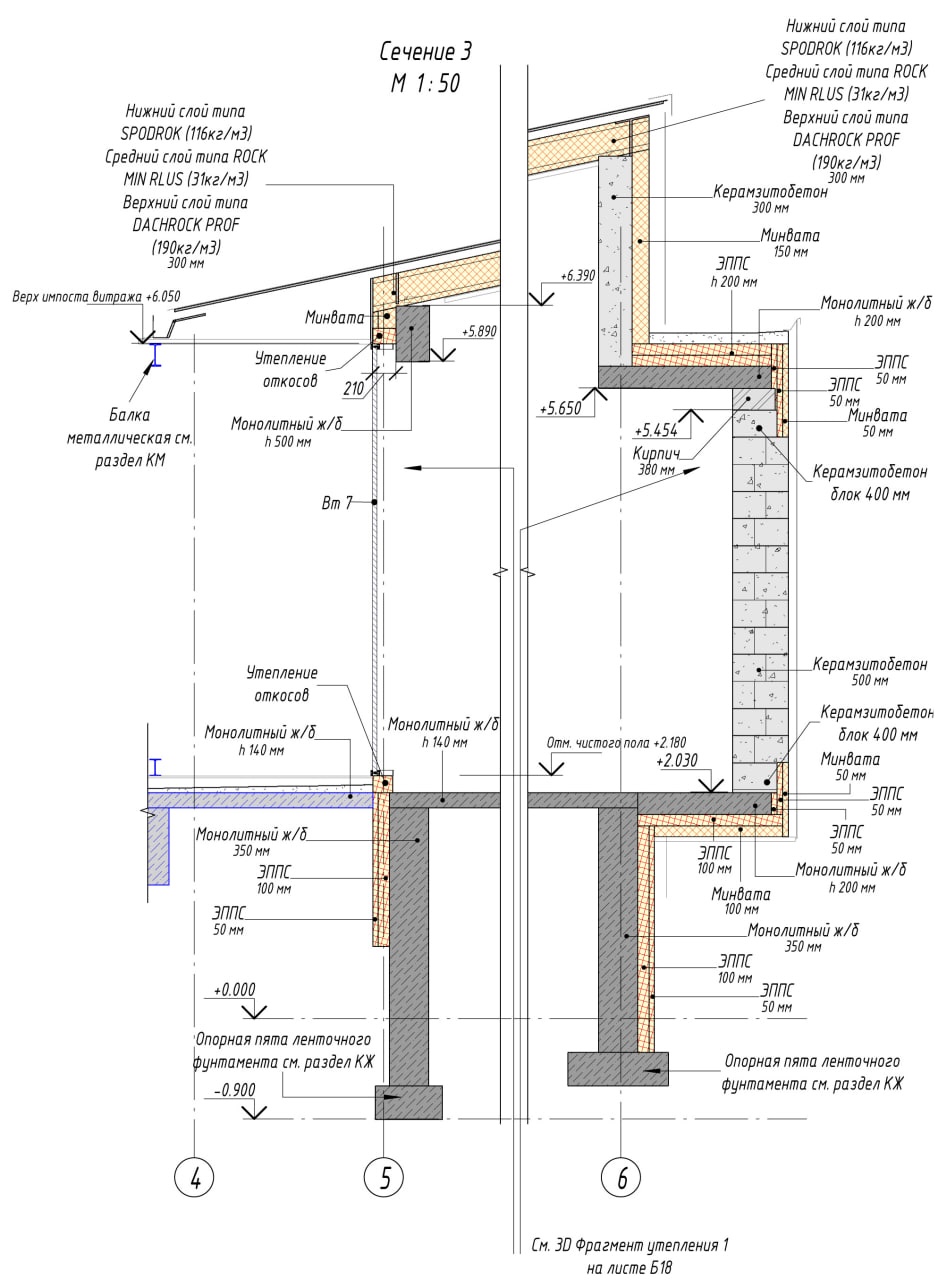 Сечение 3
М 1:50
Нижний слой типа
SPODROK (116кг/м3)
Средний слой типа ROCK
MIN RLUS (31кг/м3)
Верхний слой типа
DACHROCK PROF
(190кг/м3)
300 мм
Нижний слой типа
SPODROK (116кг/м3)
Средний слой типа ROCK
MIN RLUS (31кг/м3)
Верхний слой типа
DACHROCK PROF
(190кг/м3)
300 мм
Керамзитобетон
300 мм
Минвата
150 мм
ЭППС
h 200 мм
Монолитный ж/б
h 200 мм
ЭППС
50 мм
ЭППС
50 мм
Минвата
50 мм
Верх импоста витража +6.050
Минвата
+6.390
+5.890
Утепление
откосов
210
Балка
металлическая см.
раздел КМ
Монолитный ж/б
h 500 мм
+5.650
+5.454
Кирпич
380 мм
Керамзитобетон
блок 400 мм
Вт 7
Керамзитобетон
500 мм
Утепление
откосов
Монолитный ж/б
h 140 мм
Монолитный ж/б
h 140 мм
Отм. чистого пола +2.180
+2.030
Керамзитобетон
блок 400 мм
Минвата
50 мм
ЭППС
50 мм
ЭППС
50 мм
Монолитный ж/б
350 мм
ЭППС
100 мм
ЭППС
50 мм
ЭППС
100 мм
Монолитный ж/б
h 200 мм
Минвата
100 мм
Монолитный ж/б
350 мм
ЭППС
100 мм
ЭППС
50 мм
+0.000
Опорная пята ленточного
фунтамента см. раздел КЖ
Опорная пята ленточного
фунтамента см. раздел КЖ
-0.900
4
5
6
См. 3D Фрагмент утепления 1
на листе Б18